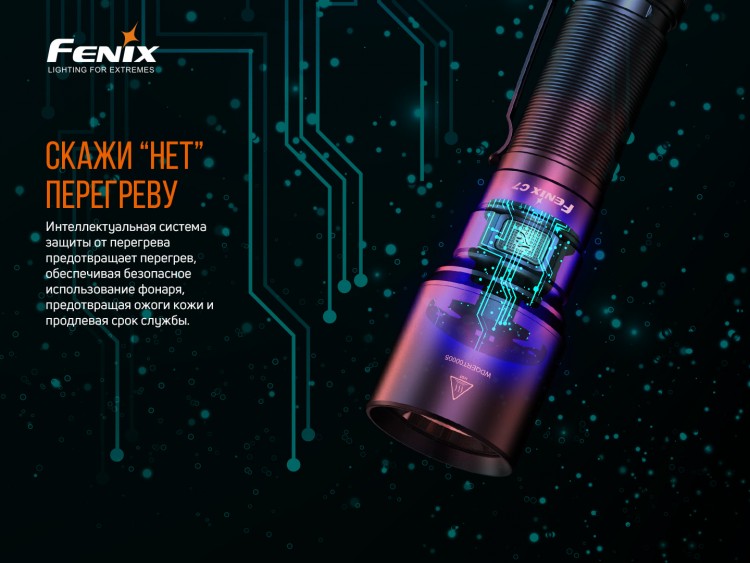 FENIX
LIGHTING FOR EXTREMES
СКАЖИ “НЕТ”
ПЕРЕГРЕВУ
Интеллектуальная система
защиты от перегрева
предотвращает перегрев,
обеспечивая безопасное
использование фонаря,
предотвращая ожоги кожи и
продлевая срок службы.
FENIX C7
WDQERT00005